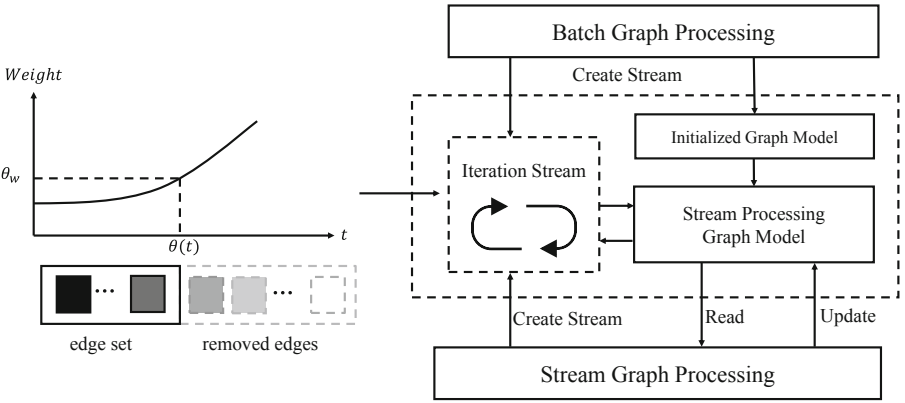 Weight
θw
θ(t)
t
...
...
edge set
removed edges
Batch Graph Processing
Create Stream
Initialized Graph Model
Iteration Stream
Stream Processing
Graph Model
Create Stream
Read
Update
Stream Graph Processing